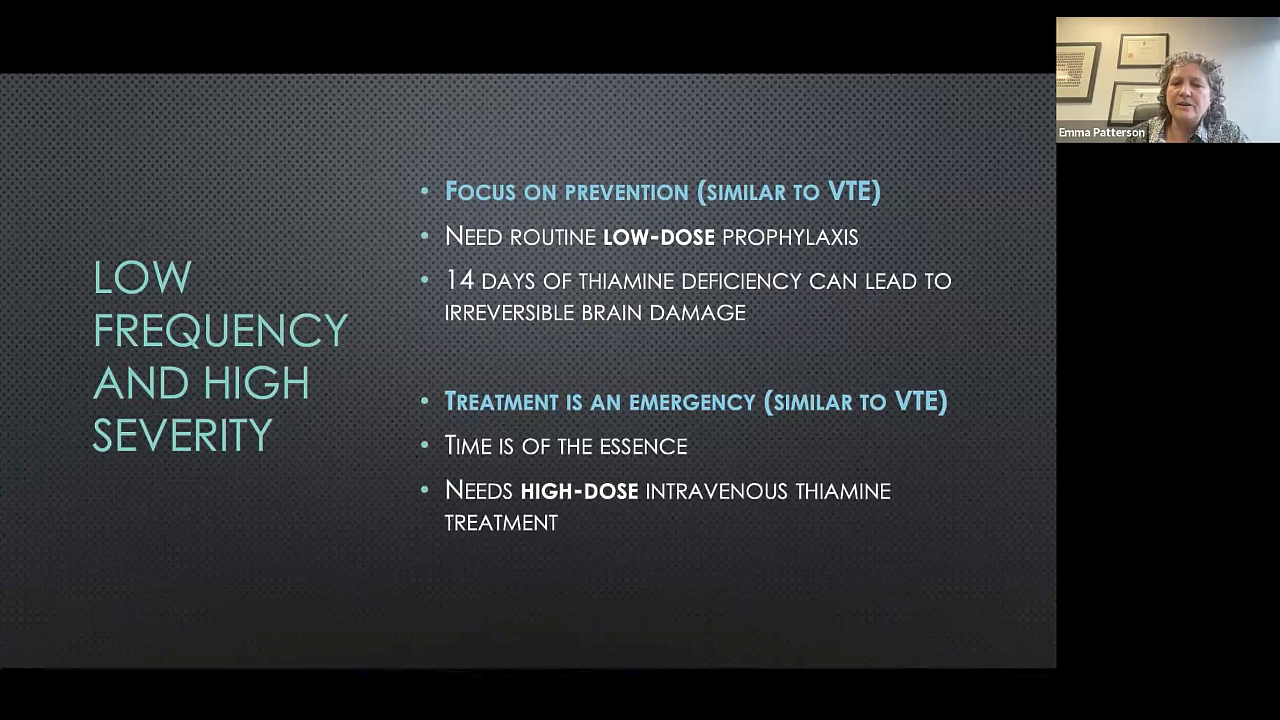 LOW
FREQUENCY
AND HIGH
SEVERITY
• FOCUS ON PREVENTION (SIMILAR TO VTE)
• NEED ROUTINE LOW-DOSE PROPHYLAXIS
• 14 DAYS OF THIAMINE DEFICIENCY CAN LEAD TO
IRREVERSIBLE BRAIN DAMAGE
• TREATMENT IS AN EMERGENCY (SIMILAR TO VTE)
• TIME IS OF THE ESSENCE
• NEEDS HIGH-DOSE INTRAVENOUS THIAMINE
TREATMENT
Emma Patterson